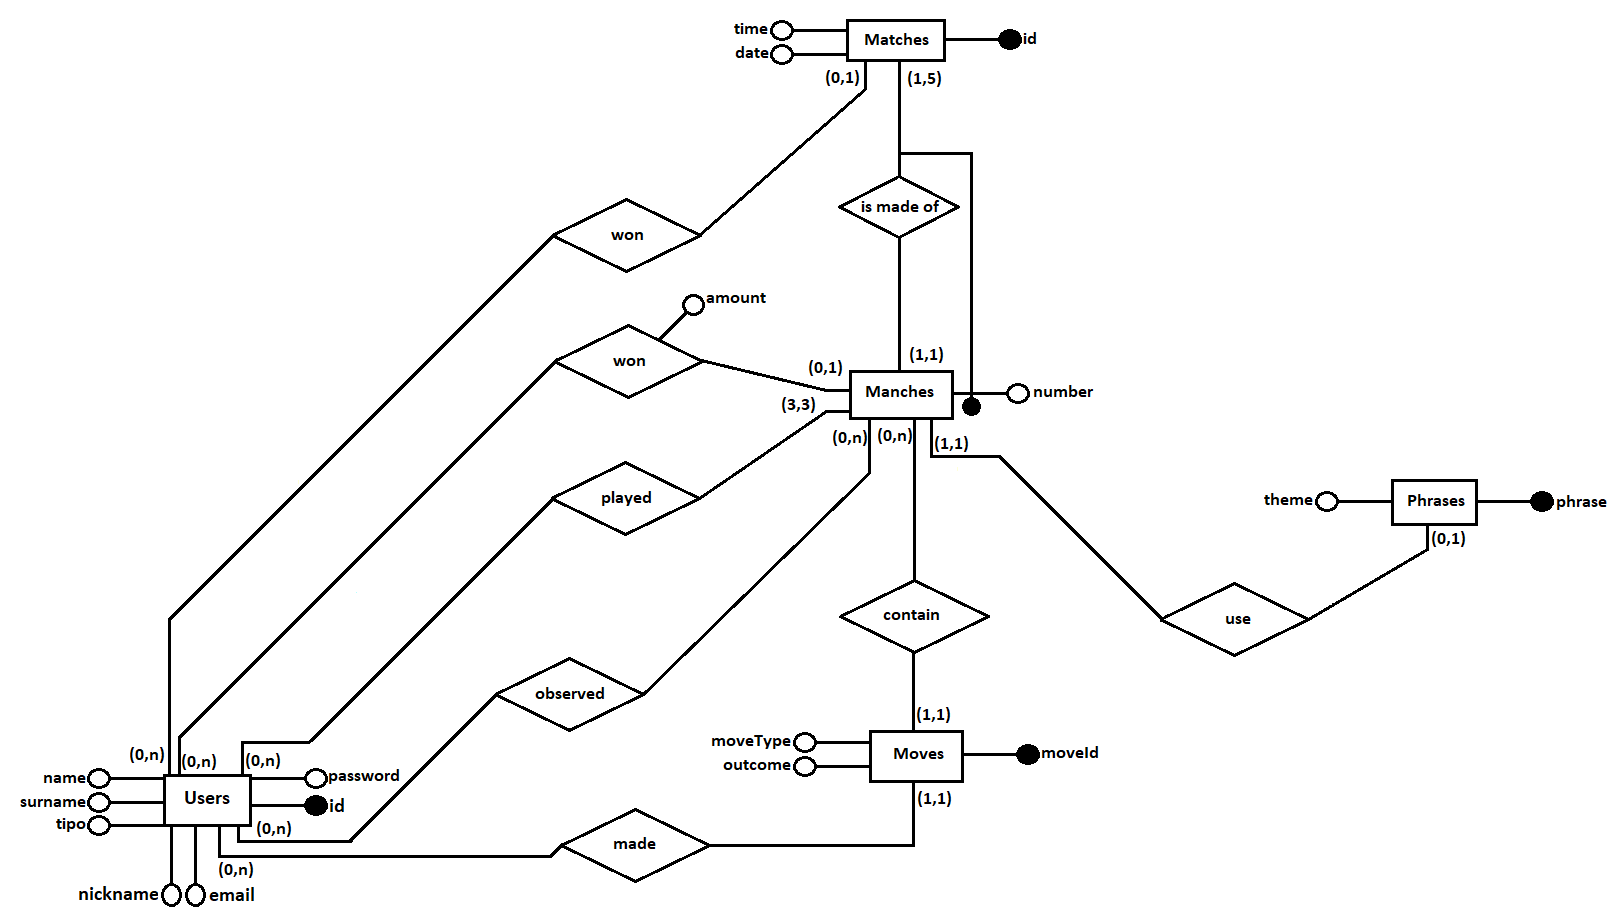 time
Matches
id
date
(0,1)
(1,5)
is made of
won
amount
won
(0,1)
(1,1)
Manches
number
(3,3)
(0,n)
(0,n)
(1,1)
played
theme
Phrases
phrase
(0,1)
contain
use
observed
(1,1)
moveType
outcome
Moves
moveId
(1,1)
(0,n)
(0,n)
(0,n)
name
surname
tipo
Users
password
id
(0,n)
made
(0,n)
nickname
email